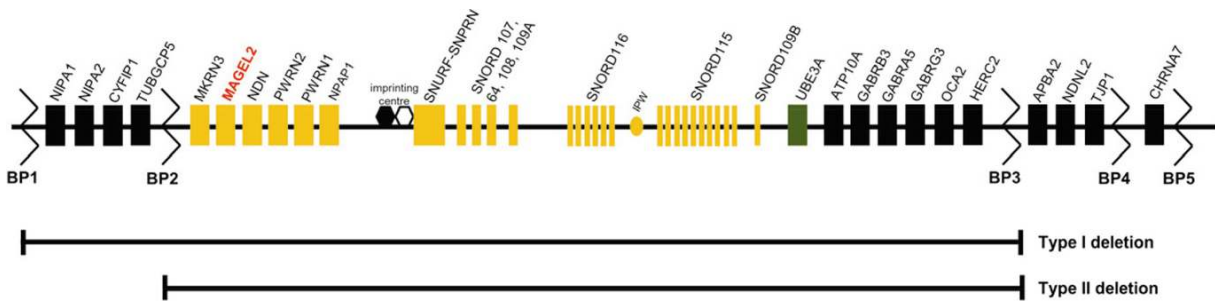 NIPA1
NIPA2
CYFIP1
TUBGCP5
MKRN3
MAGEL2
NDN
PWRN2
PWRN1
NPAP1
imprinting
centre
SNURF-SNPRN
SNORD 107,
64, 108, 109A
SNORD116
IPW
SNORD115
SNORD109B
UBE3A
ATP10A
GABRB3
GABRA5
GABRG3
OCA2
HERC2
APBA2
NDNL2
TJP1
CHRNA7
BP1
BP2
BP3
BP4
BP5
Type I deletion
Type II deletion